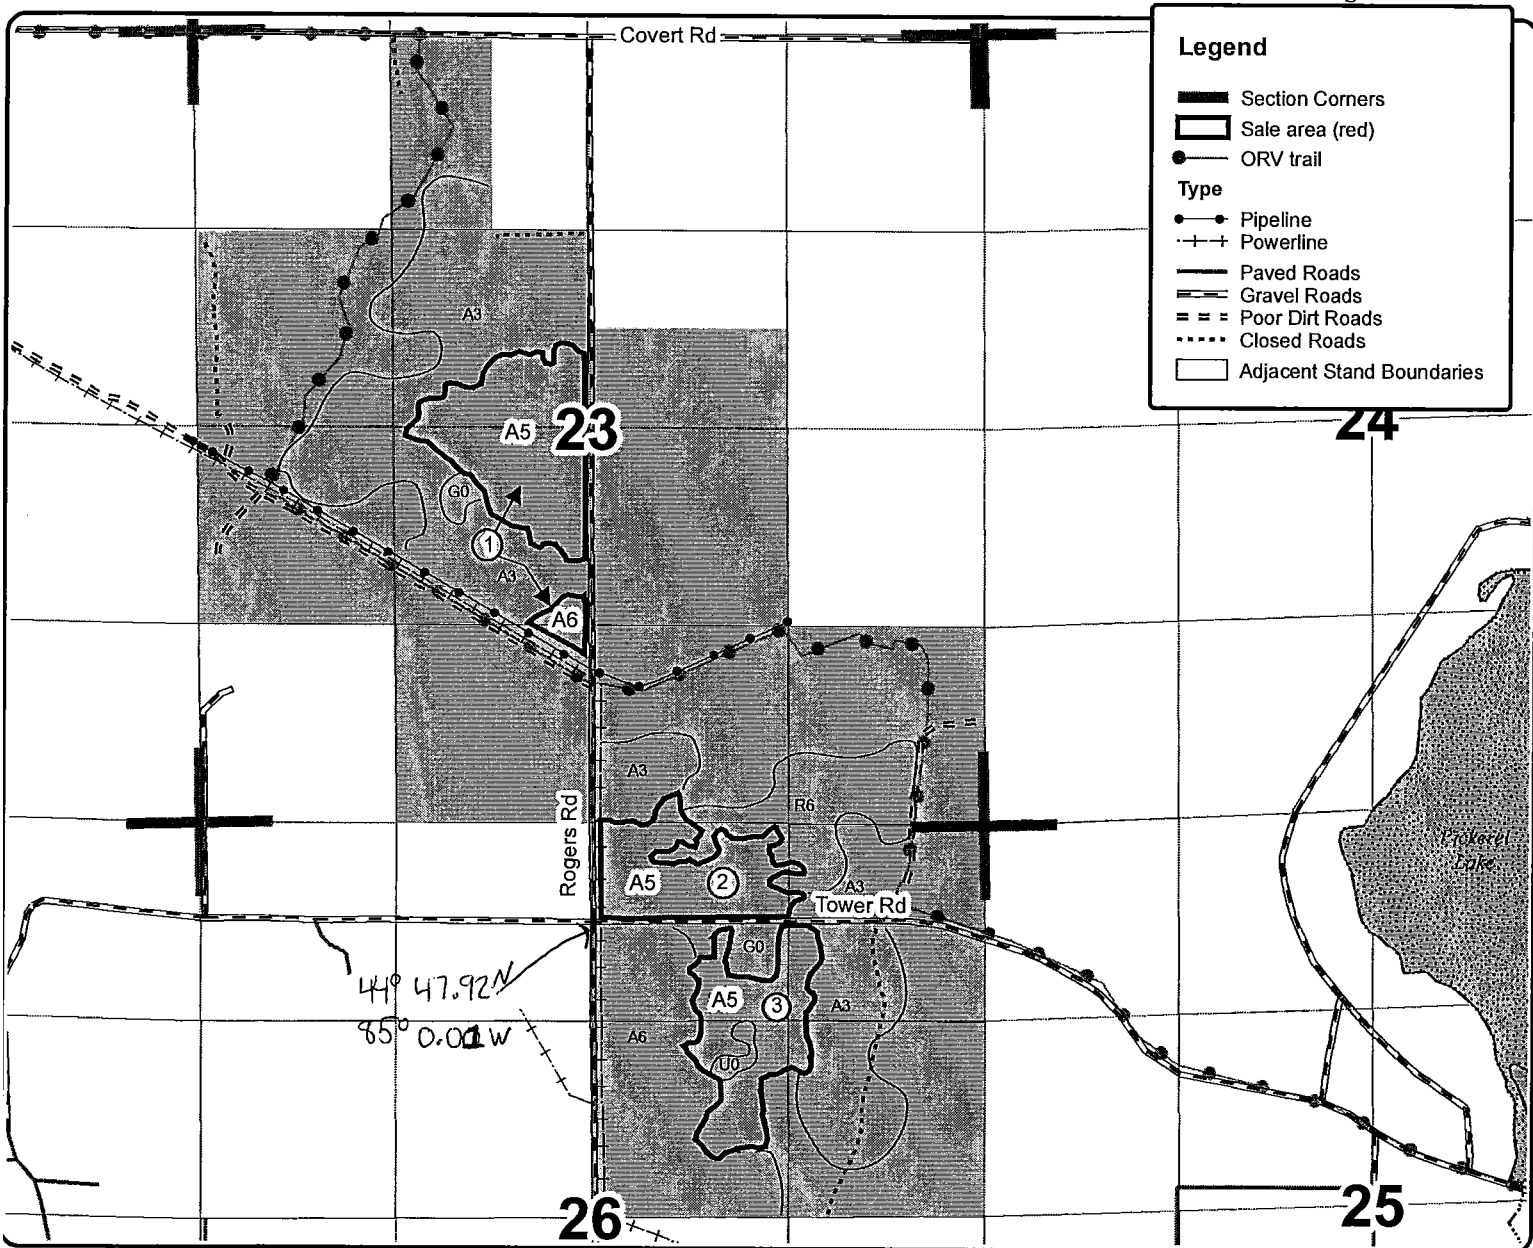 Covert Rd
Legend
Section Corners
Sale area (red)
ORV trail
Type
Pipeline
Powerline
Paved Roads
Gravel Roads
Poor Dirt Roads
Closed Roads
Adjacent Stand Boundaries
A3
A5
23
24
G0
1
A3
A6
A3
R6
Rogers Rd
A5
2
A3
Tower Rd
Pickerel
Lake
G0
44° 47.92 N
A5
3
A3
85° 0.01 W
A6
U0
26
25